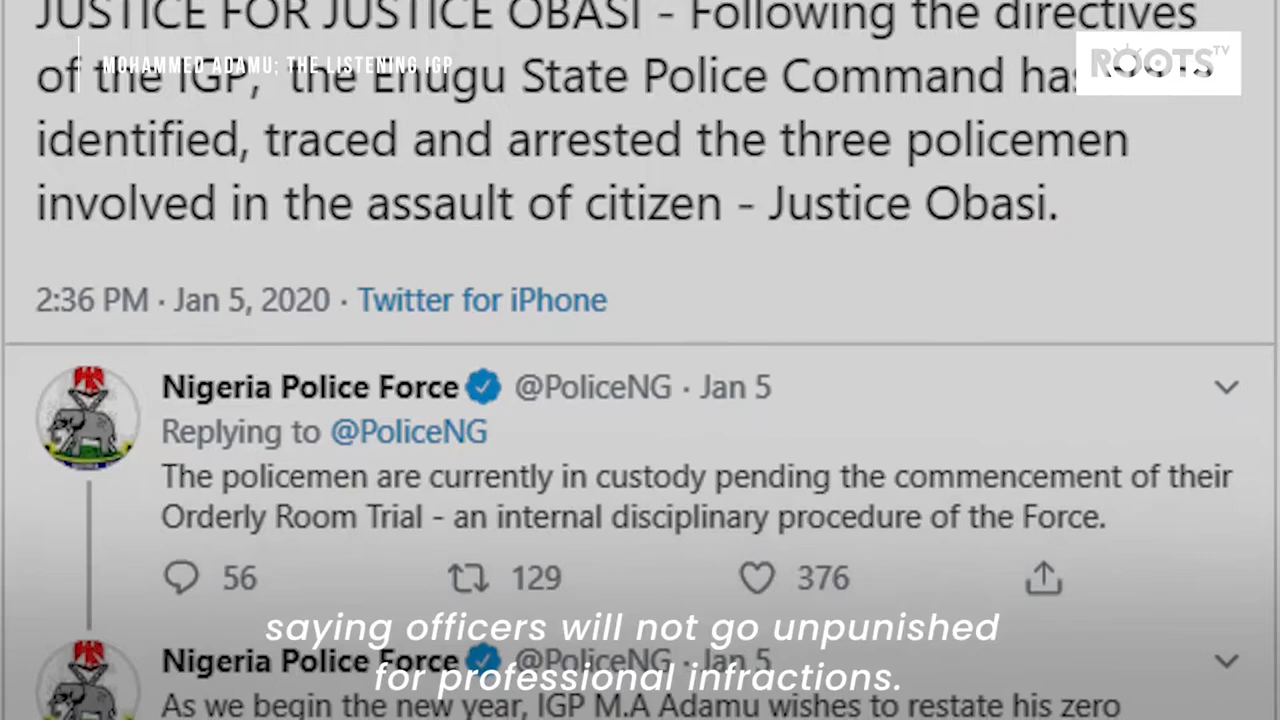 JUSTICE FOR JUSTICE OBASI - Following the directives
MOHAMMED ADAMU; THE LISTENING IGP
ROOTS TV
of the IGP, the Enugu State Police Command has
identified, traced and arrested the three policemen
involved in the assault of citizen - Justice Obasi.
2:36 PM · Jan 5, 2020 · Twitter for iPhone
Nigeria Police Force @PoliceNG · Jan 5
Replying to @PoliceNG
The policemen are currently in custody pending the commencement of their
Orderly Room Trial - an internal disciplinary procedure of the Force.
56 129 376
saying officers will not go unpunished
Nigeria Police Force @PoliceNG · Jan 5
for professional infractions.
As we begin the new year, IGP M.A Adamu wishes to restate his zero